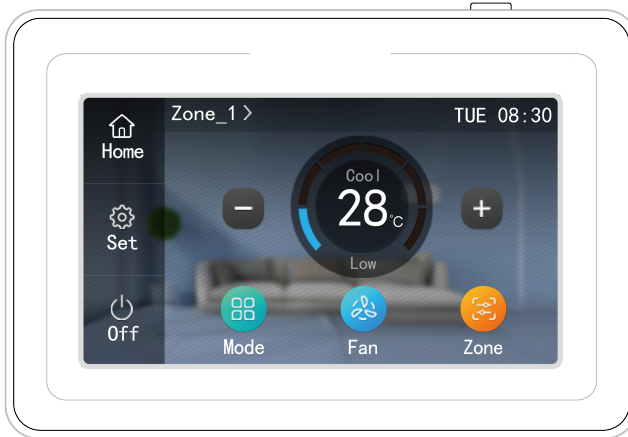 Zone_1 >
TUE 08:30
Home
Set
Off
Cool
28℃
Low
Mode
Fan
Zone